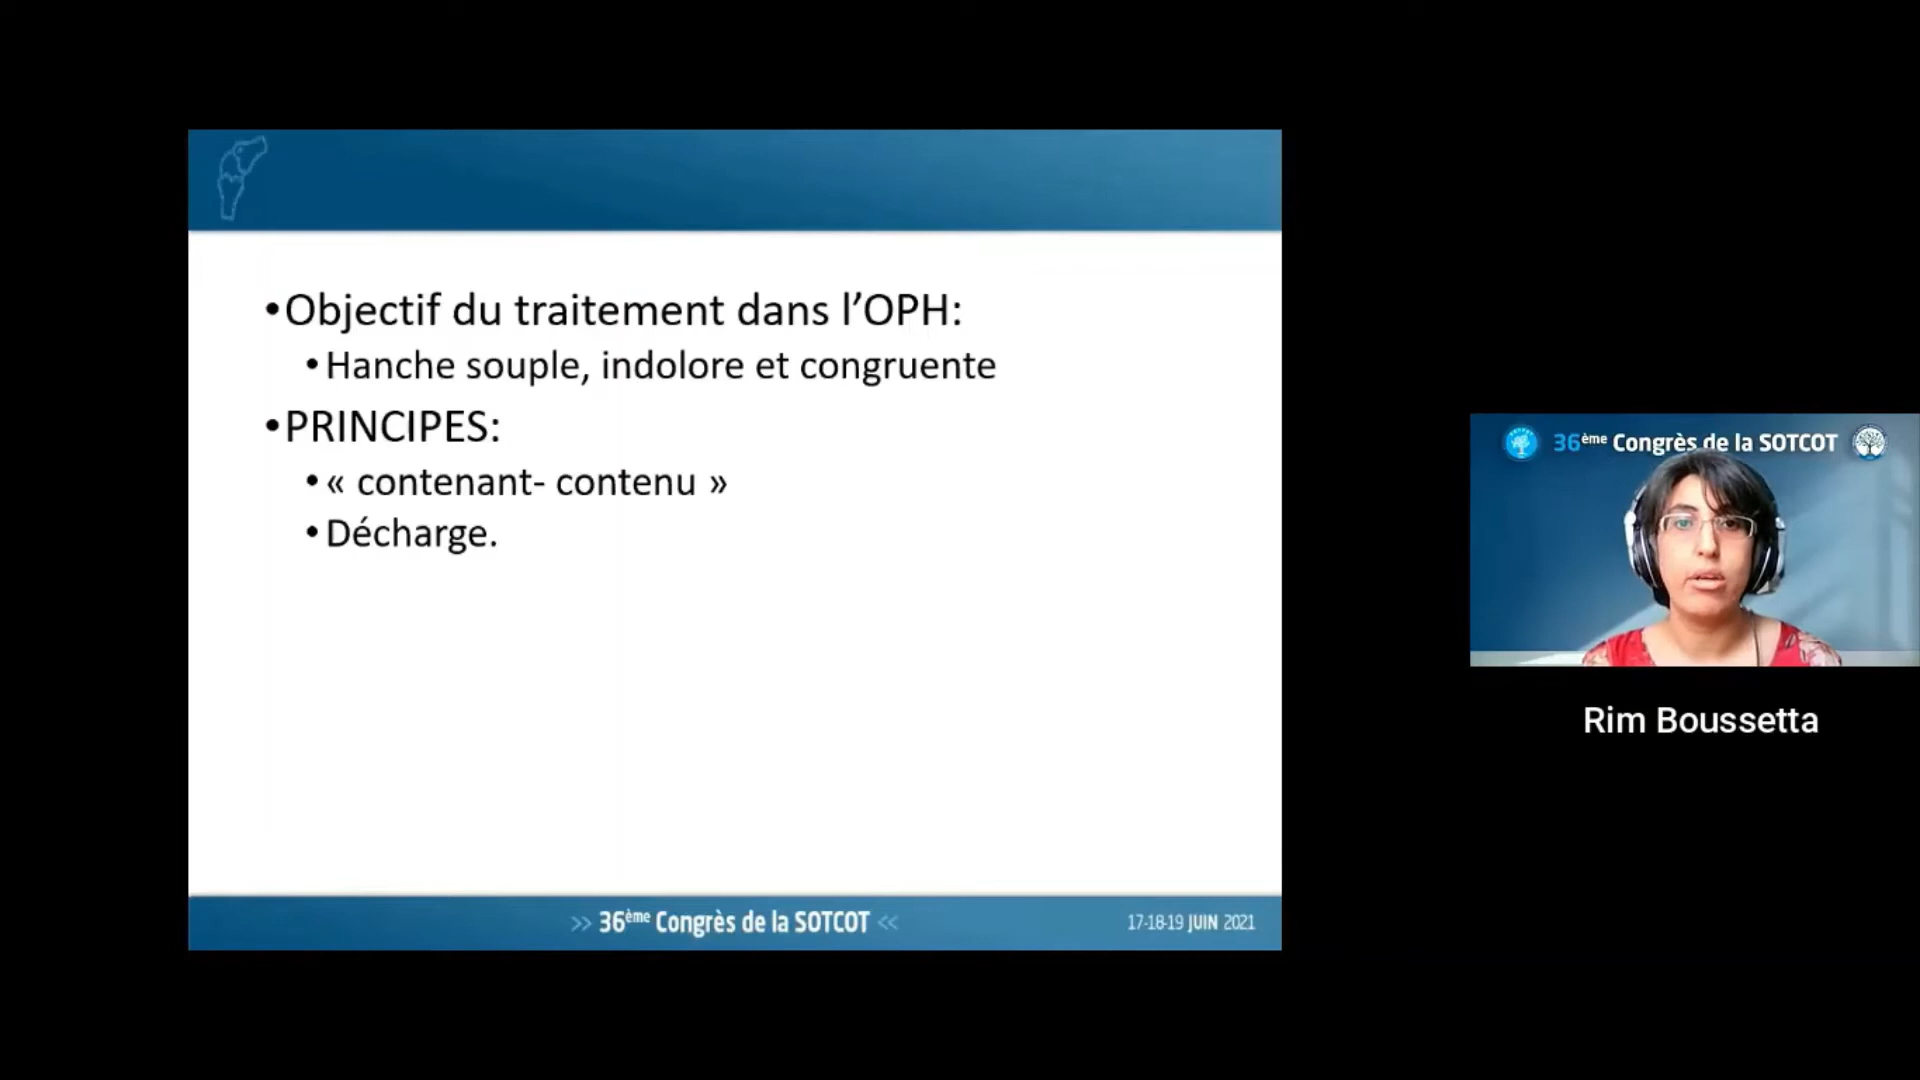 •Objectif du traitement dans l’OPH:
•Hanche souple, indolore et congruente
•PRINCIPES:
•« contenant- contenu »
•Décharge.
>> 36ème Congrès de la SOTCOT <<
17-18-19 JUIN 2021
36ème Congrès de la SOTCOT
Rim Boussetta